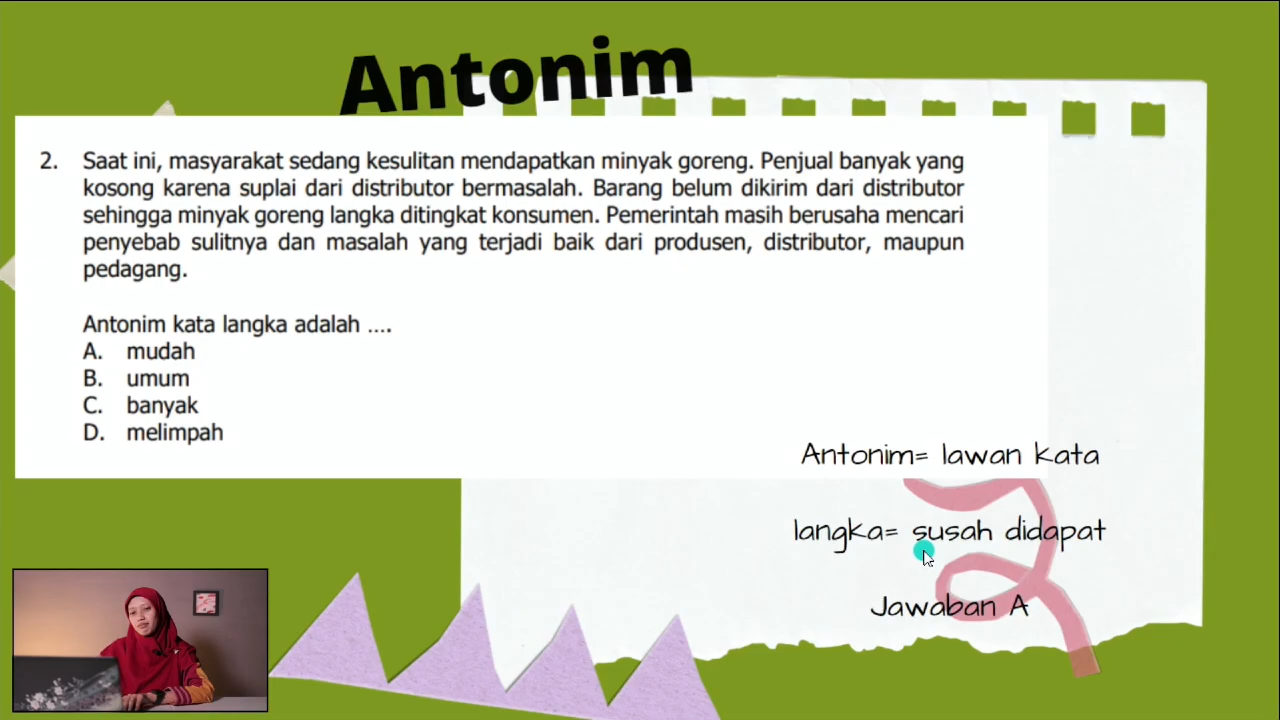 Antonim
2. Saat ini, masyarakat sedang kesulitan mendapatkan minyak goreng. Penjual banyak yang
kosong karena suplai dari distributor bermasalah. Barang belum dikirim dari distributor
sehingga minyak goreng langka ditingkat konsumen. Pemerintah masih berusaha mencari
penyebab sulitnya dan masalah yang terjadi baik dari produsen, distributor, maupun
pedagang.
Antonim kata langka adalah ....
A. mudah
B. umum
C. banyak
D. melimpah
Antonim= lawan kata
langka= susah didapat
Jawaban A